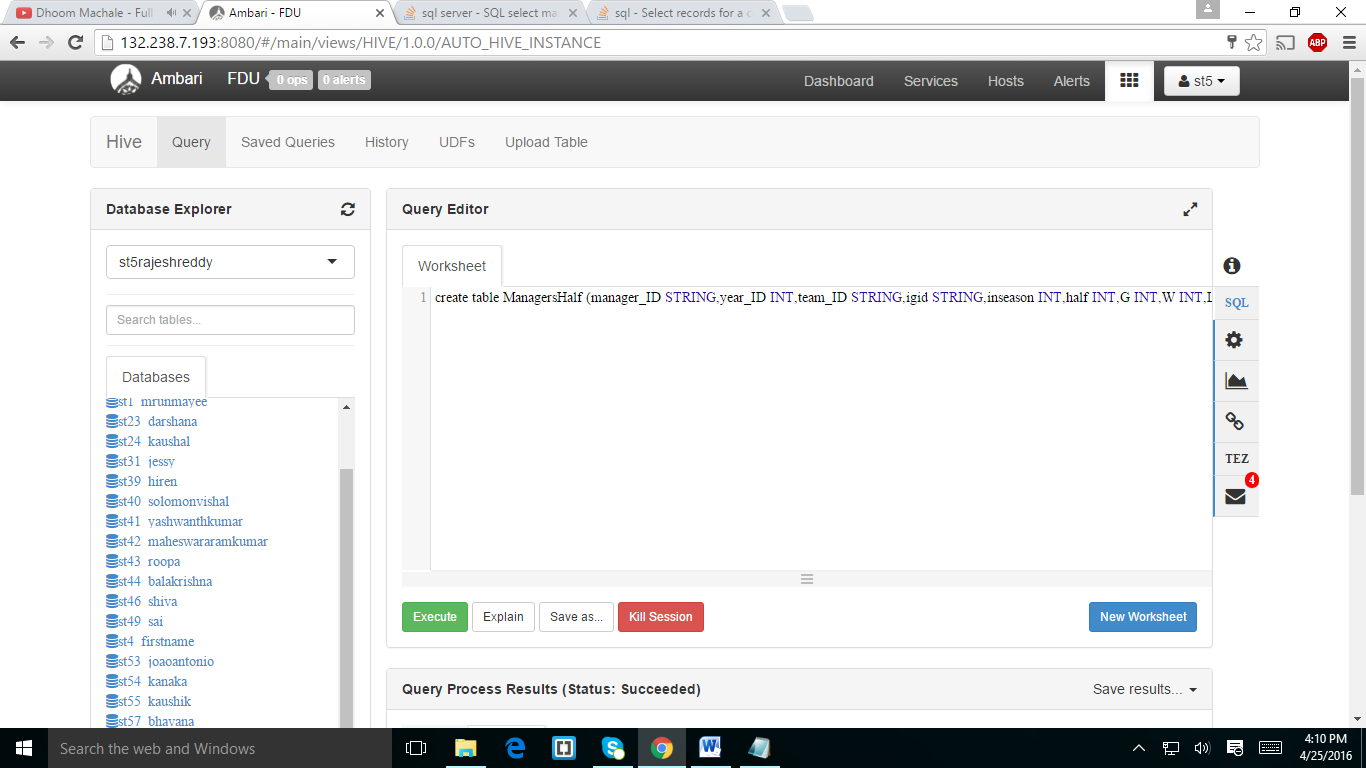 Dhoom Machale - Full
Ambari - FDU
sql server - SQL select ma
sql - Select records for a c
132.238.7.193:8080/#/main/views/HIVE/1.0.0/AUTO_HIVE_INSTANCE
ABP
Ambari FDU 0 ops 0 alerts Dashboard Services Hosts Alerts st5
Hive Query Saved Queries History UDFs Upload Table
Database Explorer
st5rajeshreddy
Search tables...
Databases
st1 mrunmayee
st23 darshana
st24 kaushal
st31 jessy
st39 hiren
st40 solomonvishal
st41 yashwanthkumar
st42 maheswararamkumar
st43 roopa
st44 balakrishna
st46 shiva
st49 sai
st4 firstname
st53 joaoantonio
st54 kanaka
st55 kaushik
st57 bhavana
Query Editor
Worksheet
1 create table ManagersHalf (manager_ID STRING,year_ID INT,team_ID STRING,igid STRING,inseason INT,half INT,G INT,W INT,L
SQL
TEZ
4
Execute Explain Save as... Kill Session New Worksheet
Query Process Results (Status: Succeeded) Save results...
Search the web and Windows
4:10 PM
4/25/2016